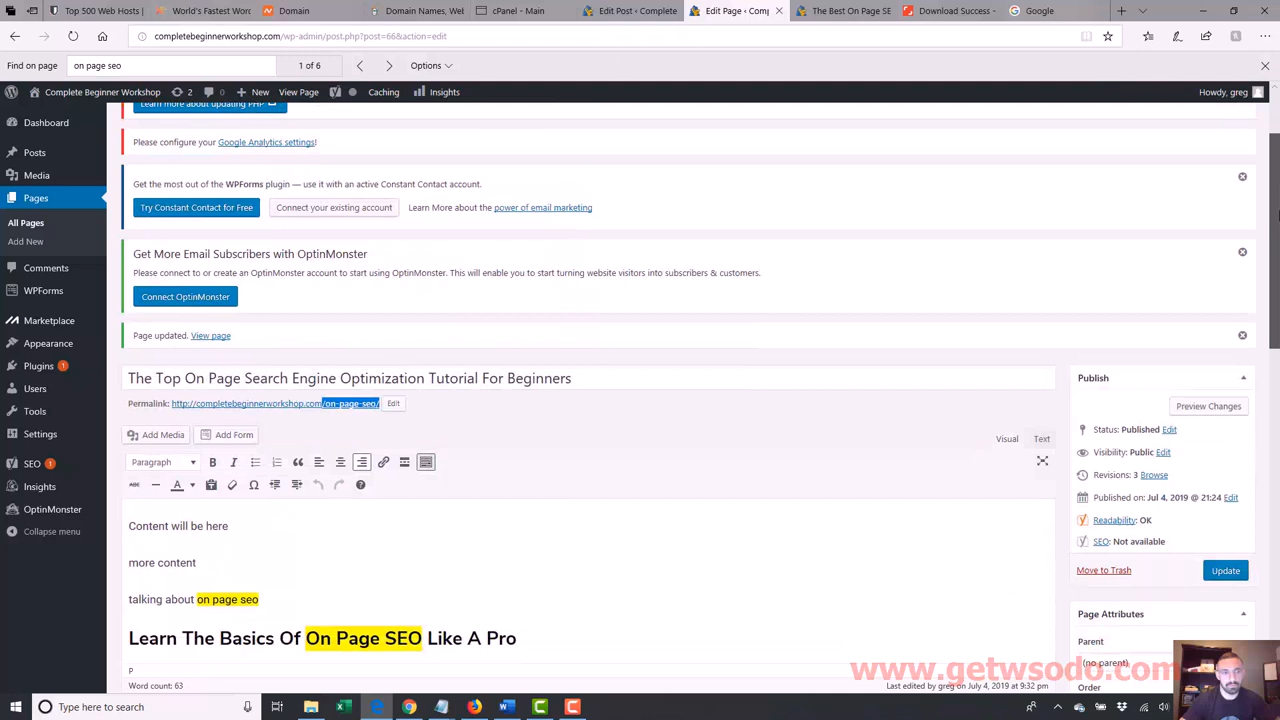 Top 500 Web Hosts |
World's Fastest Wor
Domain
Domain Names, Web
cPanel - Main
Edit Post ‹ Complete
Edit Page ‹ Comp
The Best On Page SE
Download Success -
Google
completebeginnerworkshop.com/wp-admin/post.php?post=66&action=edit
Find on page
on page seo
1 of 6
Options
Complete Beginner Workshop
2
0
New
View Page
Caching
Insights
Howdy, greg
Dashboard
Posts
Media
Pages
All Pages
Add New
Comments
WPForms
Marketplace
Appearance
Plugins 1
Users
Tools
Settings
SEO 1
Insights
OptinMonster
Collapse menu
Learn more about updating PHP
Please configure your Google Analytics settings!
Get the most out of the WPForms plugin — use it with an active Constant Contact account.
Try Constant Contact for Free
Connect your existing account
Learn More about the power of email marketing
Get More Email Subscribers with OptinMonster
Please connect to or create an OptinMonster account to start using OptinMonster. This will enable you to start turning website visitors into subscribers & customers.
Connect OptinMonster
Page updated. View page
The Top On Page Search Engine Optimization Tutorial For Beginners
Permalink: http://completebeginnerworkshop.com/on-page-seo/
Edit
Add Media
Add Form
Visual
Text
Paragraph
B I
ABC
A
Content will be here
more content
talking about on page seo
Learn The Basics Of On Page SEO Like A Pro
P
Word count: 63
Last edited by greg on July 4, 2019 at 9:32 pm
Publish
Preview Changes
Status: Published Edit
Visibility: Public Edit
Revisions: 3 Browse
Published on: Jul 4, 2019 @ 21:24 Edit
Readability: OK
SEO: Not available
Move to Trash
Update
Page Attributes
Parent
(no parent)
Order
www.getwsodo.com
Type here to search